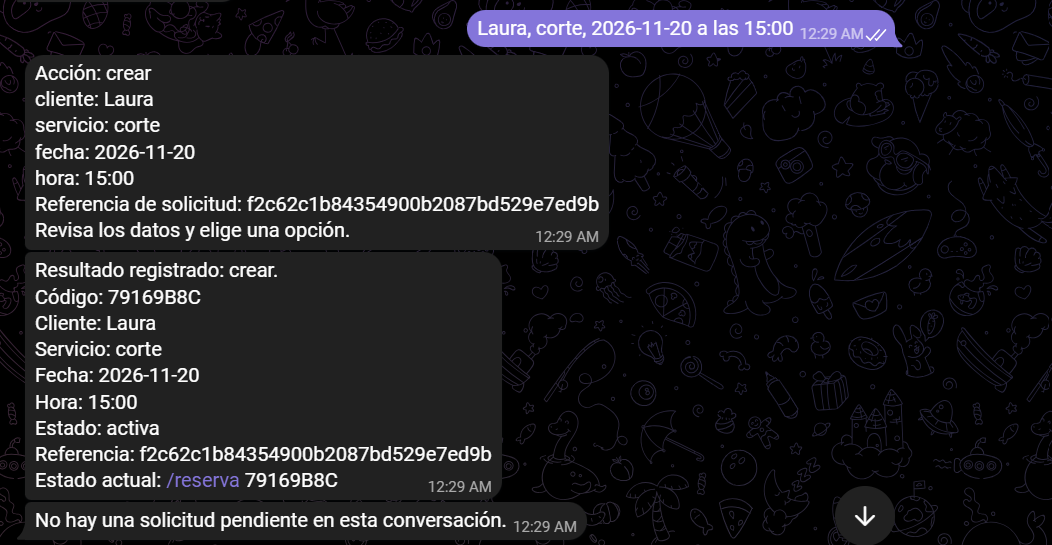 Laura, corte, 2026-11-20 a las 15:00 12:29 AM
Acción: crear
cliente: Laura
servicio: corte
fecha: 2026-11-20
hora: 15:00
Referencia de solicitud: f2c62c1b84354900b2087bd529e7ed9b
Revisa los datos y elige una opción. 12:29 AM
Resultado registrado: crear.
Código: 79169B8C
Cliente: Laura
Servicio: corte
Fecha: 2026-11-20
Hora: 15:00
Estado: activa
Referencia: f2c62c1b84354900b2087bd529e7ed9b
Estado actual: /reserva 79169B8C 12:29 AM
No hay una solicitud pendiente en esta conversación. 12:29 AM